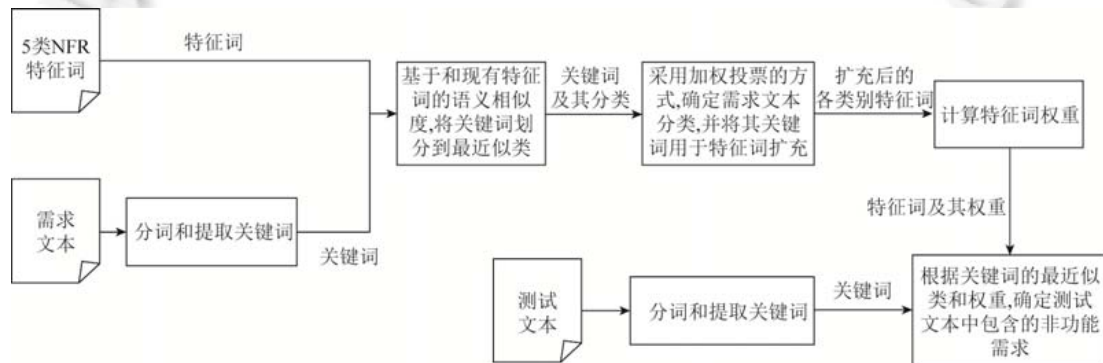 5类NFR
特征词
特征词
基于和现有特征
词的语义相似
度,将关键词划
分到最近似类
关键词
及其分类
采用加权投票的方
式,确定需求文本
分类,并将其关键
词用于特征词扩充
扩充后的
各类别特征词
计算特征词权重
需求
文本
分词和提取关键词
关键词
特征词及其权重
测试
文本
分词和提取关键词
关键词
根据关键词的最近似
类和权重,确定测试
文本中包含的非功能
需求